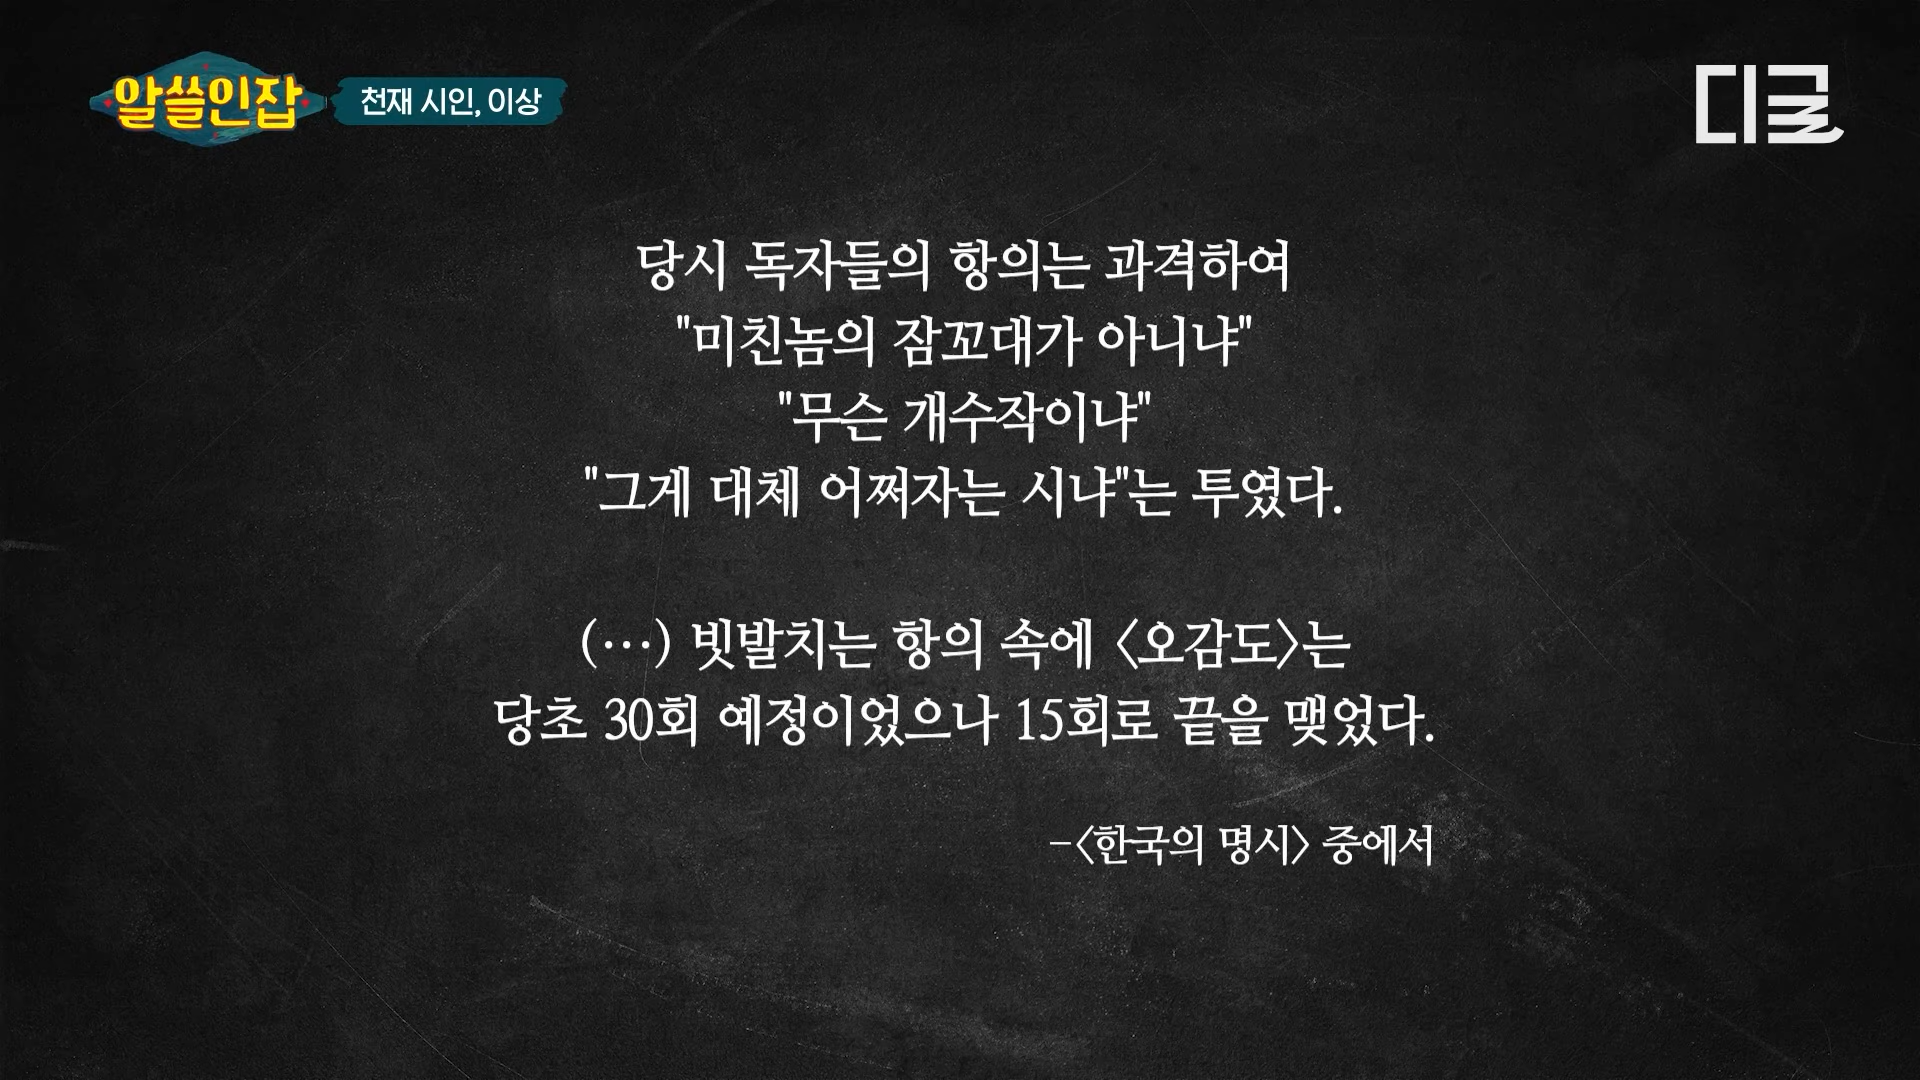 알쓸인잡
천재 시인, 이상
디글
당시 독자들의 항의는 과격하여
"미친놈의 잠꼬대가 아니냐"
"무슨 개수작이냐"
"그게 대체 어쩌자는 시냐"는 투였다.
(…) 빗발치는 항의 속에 〈오감도〉는
당초 30회 예정이었으나 15회로 끝을 맺었다.
-〈한국의 명시〉 중에서